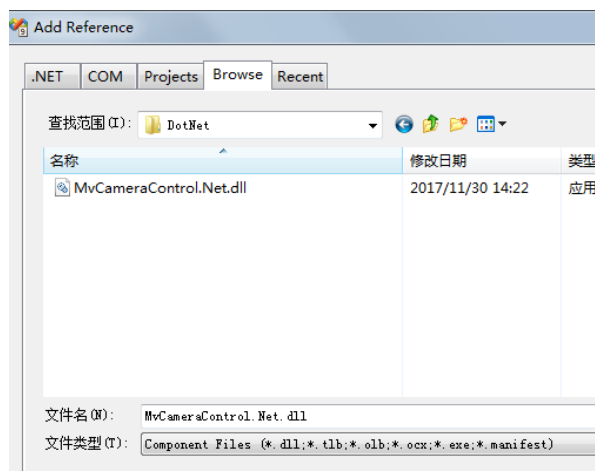 Add Reference
.NET COM Projects Browse Recent
查找范围(I): DotNet
名称 修改日期 类型
MvCameraControl.Net.dll 2017/11/30 14:22 应用
文件名(N): MvCameraControl.Net.dll
文件类型(T): Component Files (*.dll;*.tlb;*.olb;*.ocx;*.exe;*.manifest)